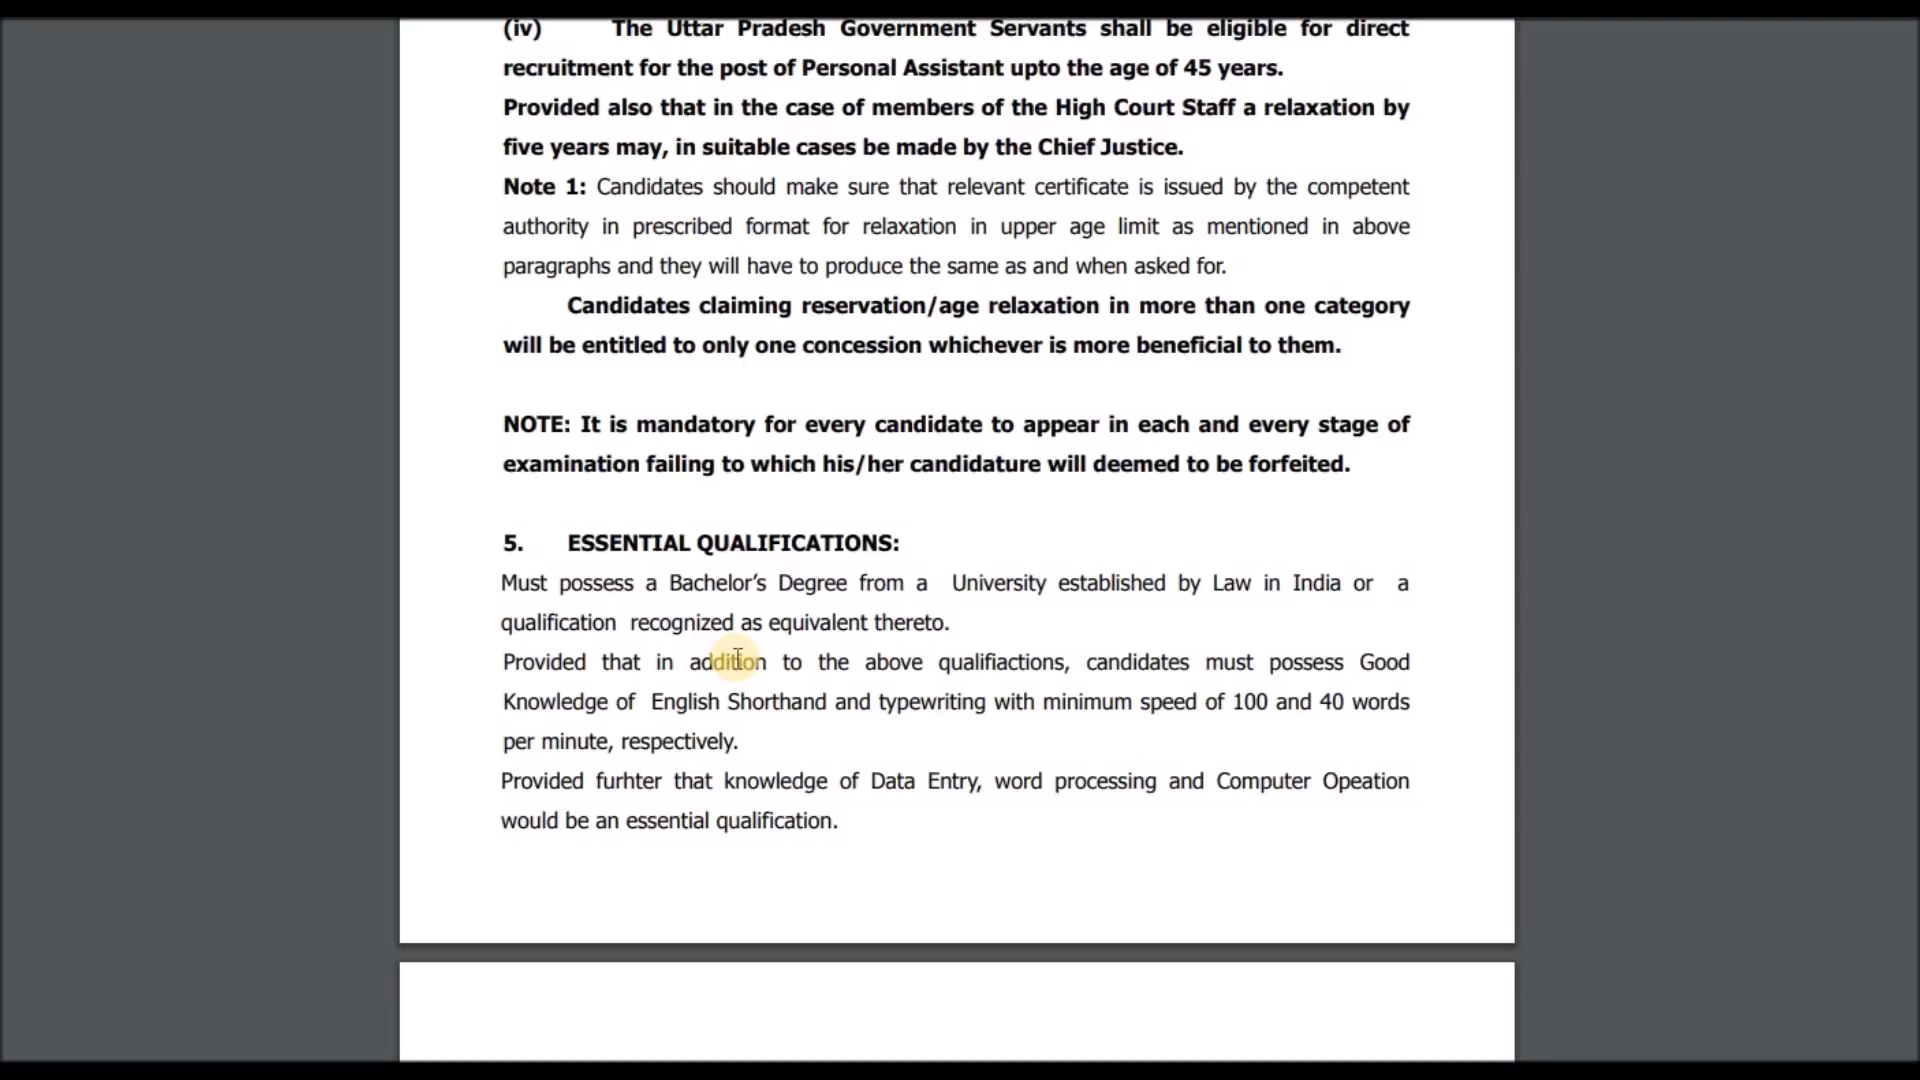 (iv) The Uttar Pradesh Government Servants shall be eligible for direct
recruitment for the post of Personal Assistant upto the age of 45 years.
Provided also that in the case of members of the High Court Staff a relaxation by
five years may, in suitable cases be made by the Chief Justice.
Note 1: Candidates should make sure that relevant certificate is issued by the competent
authority in prescribed format for relaxation in upper age limit as mentioned in above
paragraphs and they will have to produce the same as and when asked for.
Candidates claiming reservation/age relaxation in more than one category
will be entitled to only one concession whichever is more beneficial to them.
NOTE: It is mandatory for every candidate to appear in each and every stage of
examination failing to which his/her candidature will deemed to be forfeited.
5. ESSENTIAL QUALIFICATIONS:
Must possess a Bachelor's Degree from a University established by Law in India or a
qualification recognized as equivalent thereto.
Provided that in addition to the above qualifiactions, candidates must possess Good
Knowledge of English Shorthand and typewriting with minimum speed of 100 and 40 words
per minute, respectively.
Provided furhter that knowledge of Data Entry, word processing and Computer Opeation
would be an essential qualification.